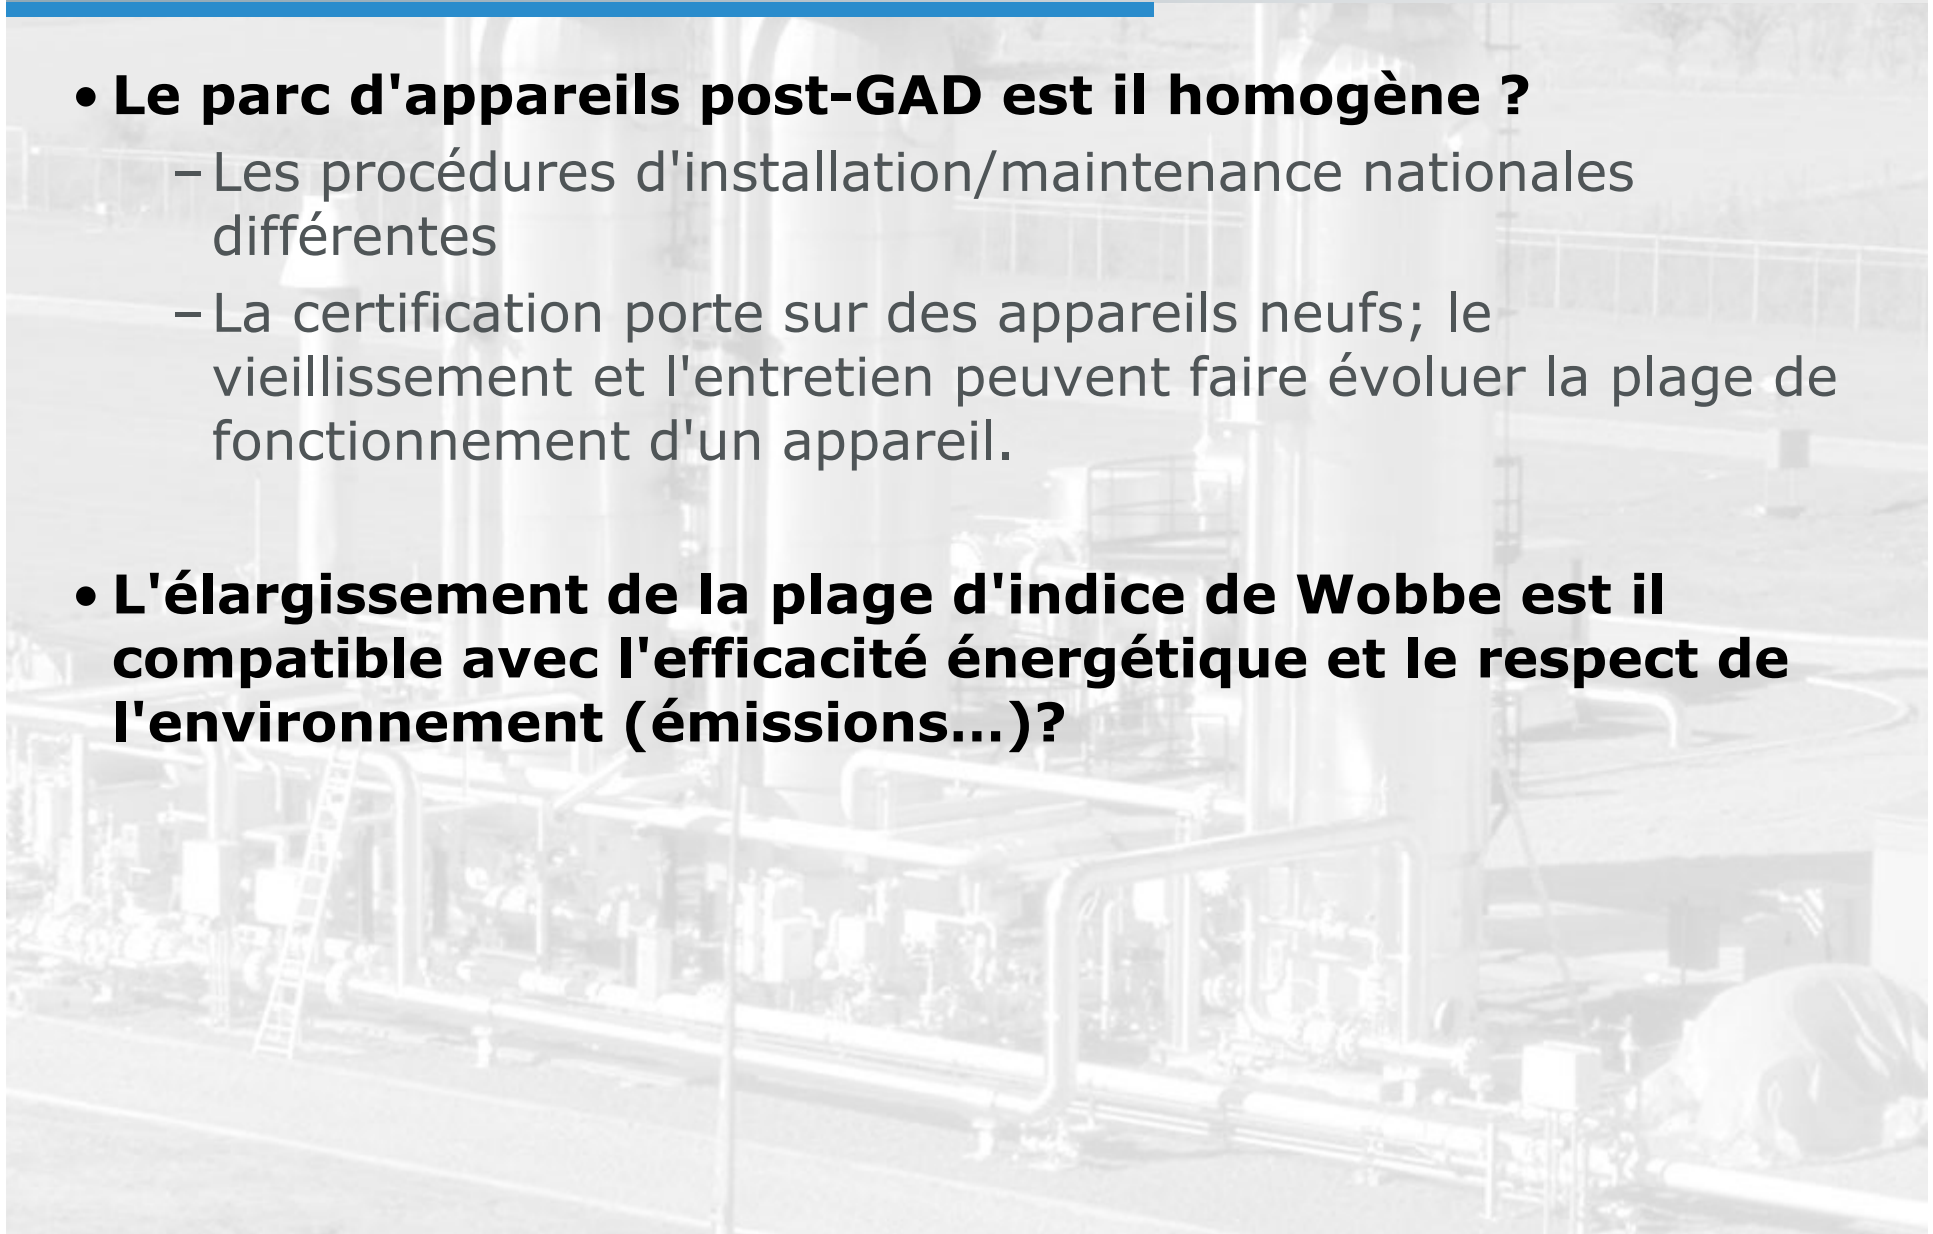 • Le parc d'appareils post-GAD est il homogène ?
– Les procédures d'installation/maintenance nationales
différentes
– La certification porte sur des appareils neufs; le
vieillissement et l'entretien peuvent faire évoluer la plage de
fonctionnement d'un appareil.
• L'élargissement de la plage d'indice de Wobbe est il
compatible avec l'efficacité énergétique et le respect de
l'environnement (émissions…)?